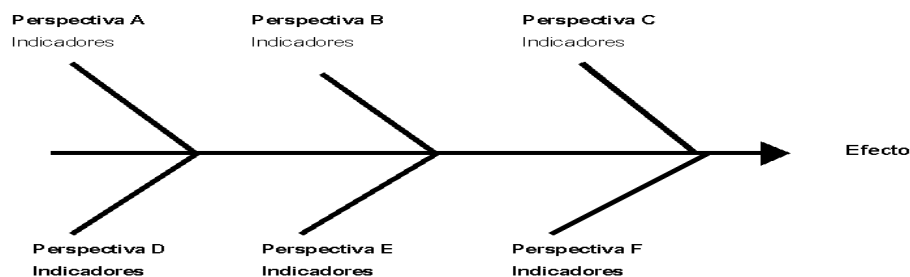 Perspectiva A
Indicadores
Perspectiva B
Indicadores
Perspectiva C
Indicadores
Efecto
Perspectiva D
Indicadores
Perspectiva E
Indicadores
Perspectiva F
Indicadores